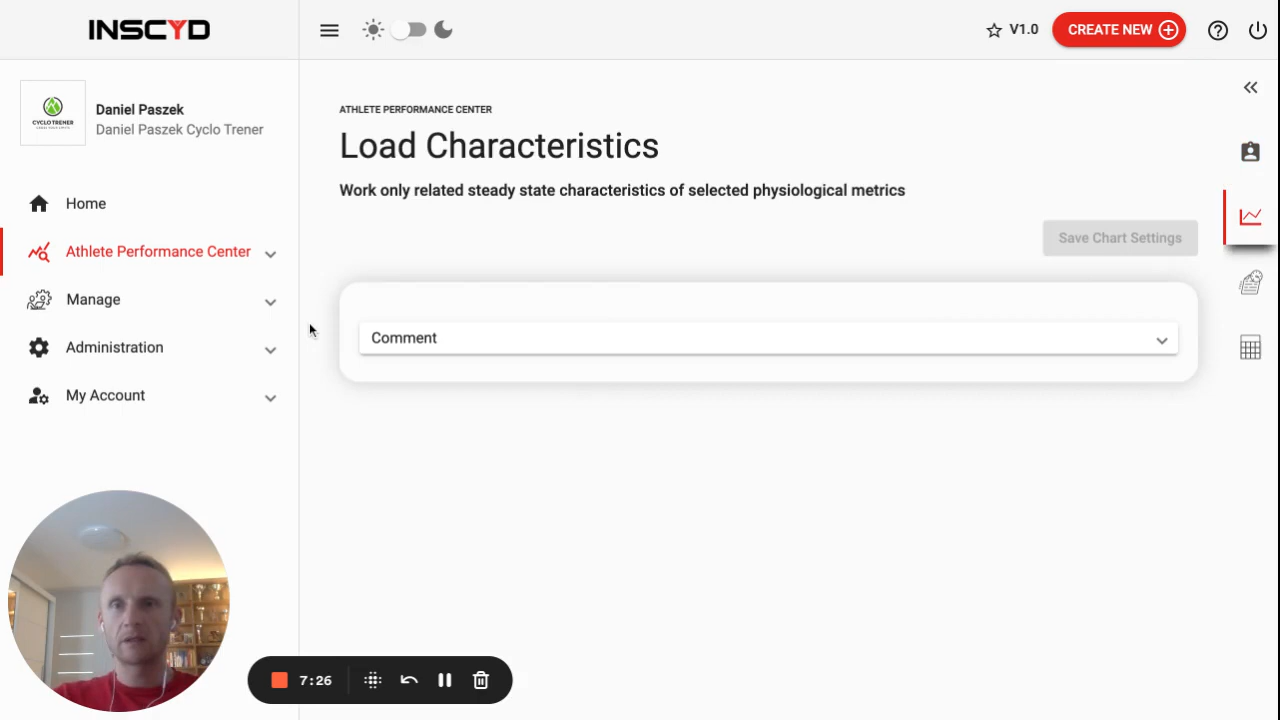 INSCYD
V1.0
CREATE NEW
CYCLO TRENER
Daniel Paszek
Daniel Paszek Cyclo Trener
Home
Athlete Performance Center
Manage
Administration
My Account
ATHLETE PERFORMANCE CENTER
Load Characteristics
Work only related steady state characteristics of selected physiological metrics
Save Chart Settings
Comment
7:26